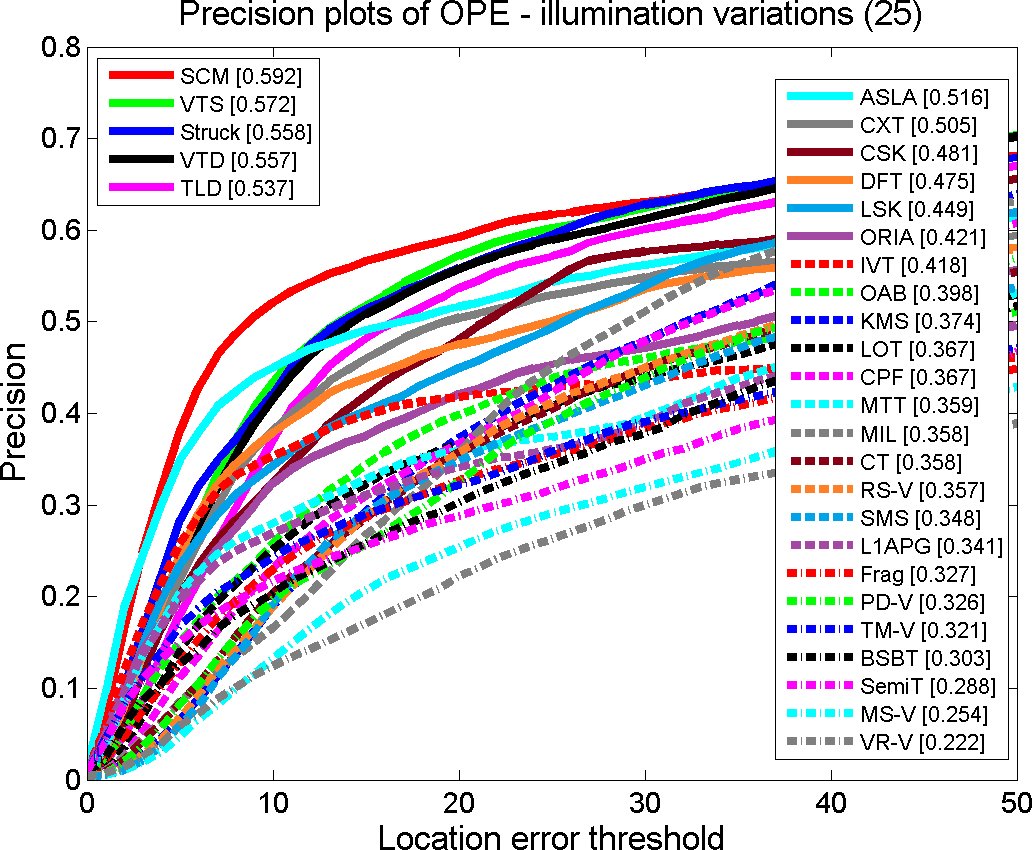 Precision plots of OPE - illumination variations (25)
0.8
0.7
0.6
0.5
0.4
0.3
0.2
0.1
0
Precision
SCM [0.592]
VTS [0.572]
Struck [0.558]
VTD [0.557]
TLD [0.537]
ASLA [0.516]
CXT [0.505]
CSK [0.481]
DFT [0.475]
LSK [0.449]
ORIA [0.421]
IVT [0.418]
OAB [0.398]
KMS [0.374]
LOT [0.367]
CPF [0.367]
MTT [0.359]
MIL [0.358]
CT [0.358]
RS-V [0.357]
SMS [0.348]
L1APG [0.341]
Frag [0.327]
PD-V [0.326]
TM-V [0.321]
BSBT [0.303]
SemiT [0.288]
MS-V [0.254]
VR-V [0.222]
0 10 20 30 40 50
Location error threshold